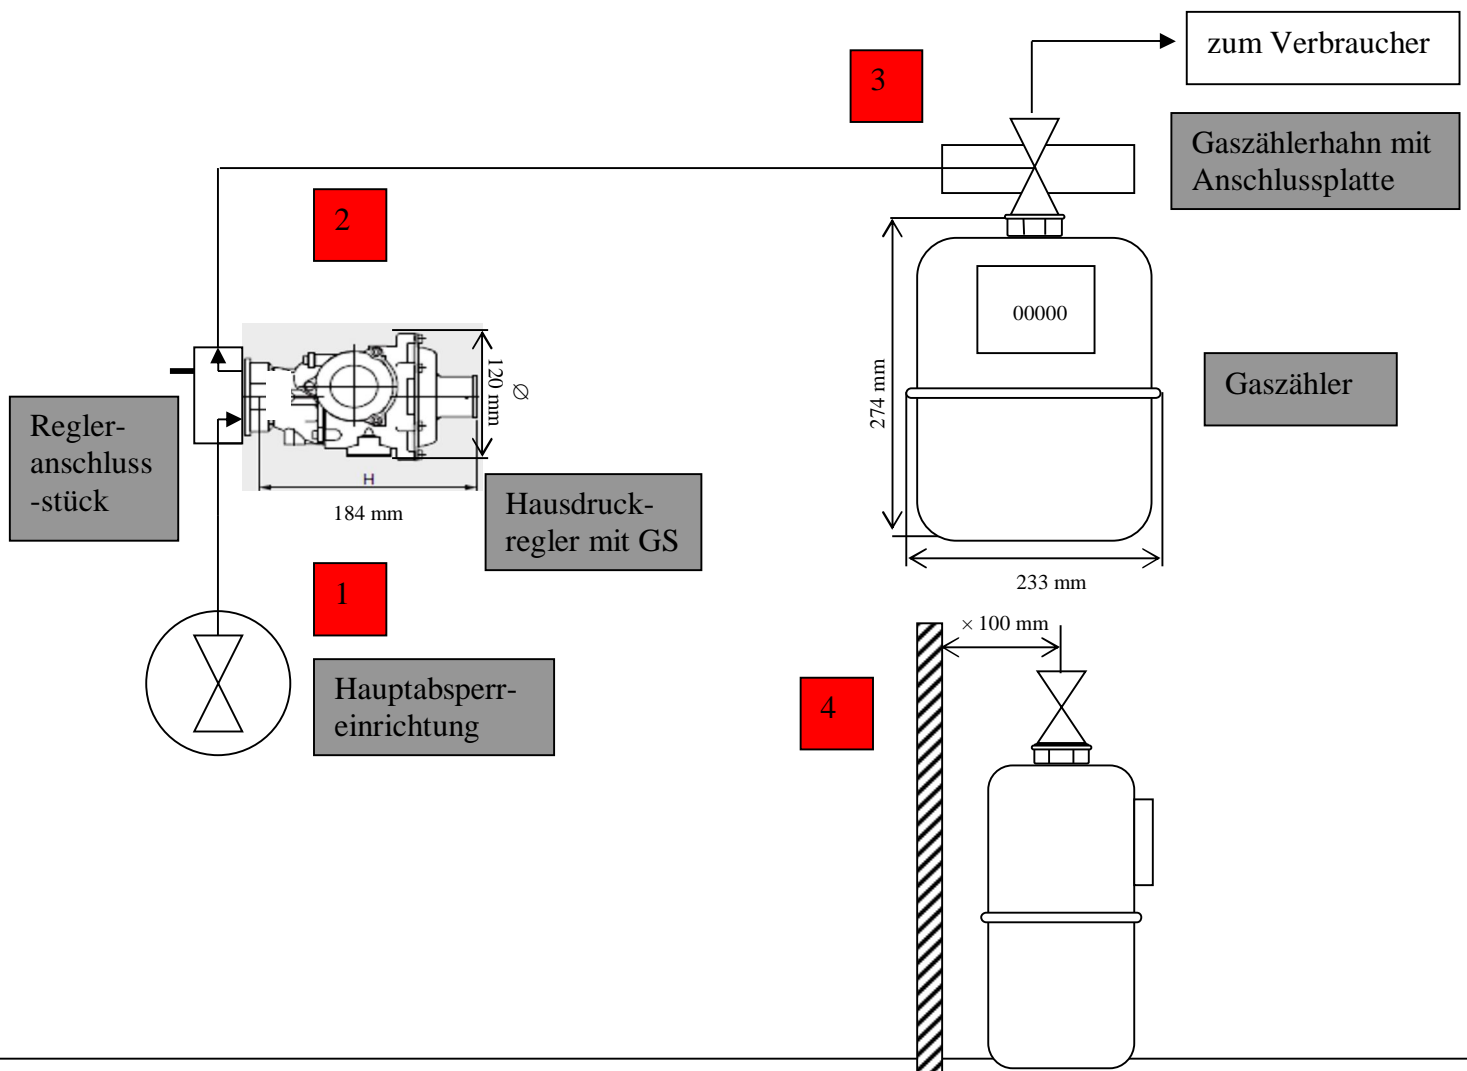 zum Verbraucher
3
Gaszählerhahn mit
Anschlussplatte
2
00000
274 mm
Gaszähler
120 mm
∅
Regler-
anschluss
-stück
H
184 mm
Hausdruck-
regler mit GS
233 mm
1
× 100 mm
Hauptabsperr-
einrichtung
4